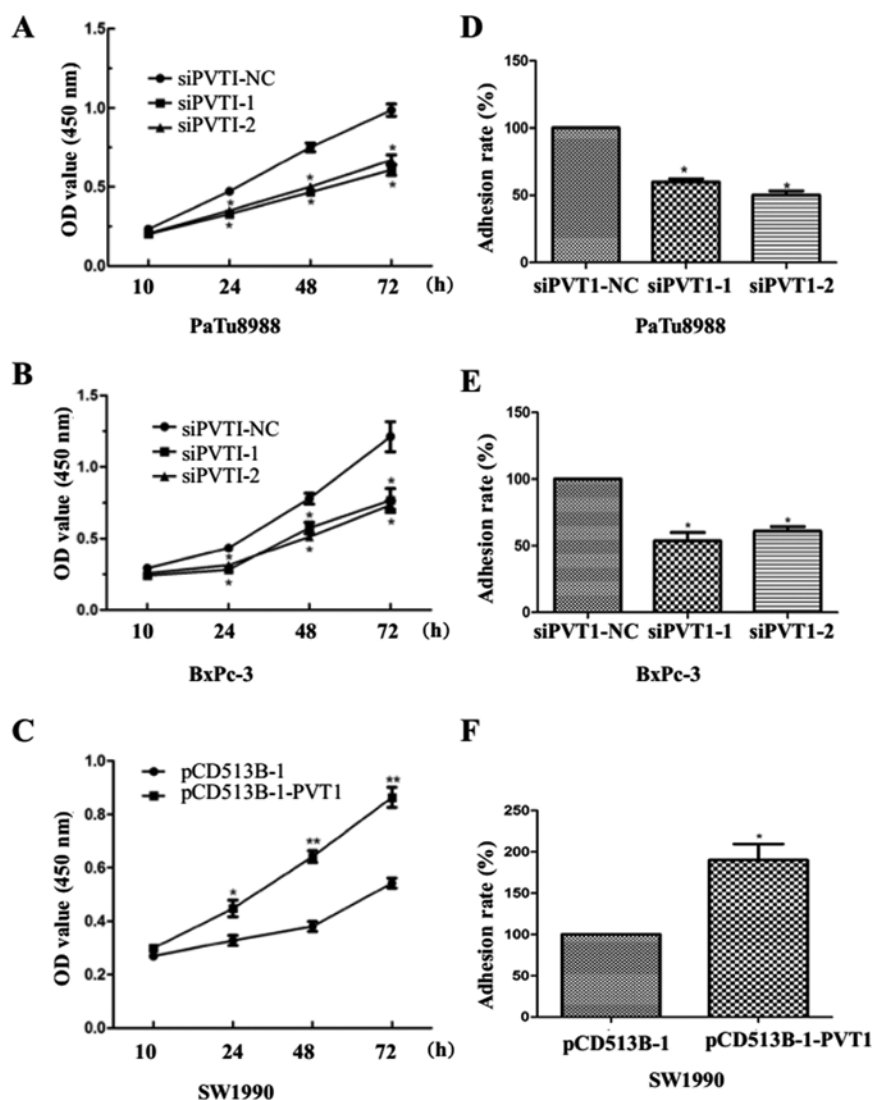 A
OD value (450 nm)
1.5
1.0
0.5
0.0
siPVTI-NC
siPVTI-1
siPVTI-2
*
*
*
*
*
*
10 24 48 72 (h)
PaTu8988
D
Adhesion rate (%)
150
100
50
0
*
*
siPVT1-NC siPVT1-1 siPVT1-2
PaTu8988
B
OD value (450 nm)
1.5
1.0
0.5
0.0
siPVTI-NC
siPVTI-1
siPVTI-2
*
*
*
*
*
*
10 24 48 72 (h)
BxPc-3
E
Adhesion rate (%)
150
100
50
0
*
*
siPVT1-NC siPVT1-1 siPVT1-2
BxPc-3
C
OD value (450 nm)
1.0
0.8
0.6
0.4
0.2
0.0
pCD513B-1
pCD513B-1-PVT1
*
**
**
10 24 48 72 (h)
SW1990
F
Adhesion rate (%)
250
200
150
100
50
0
*
pCD513B-1 pCD513B-1-PVT1
SW1990